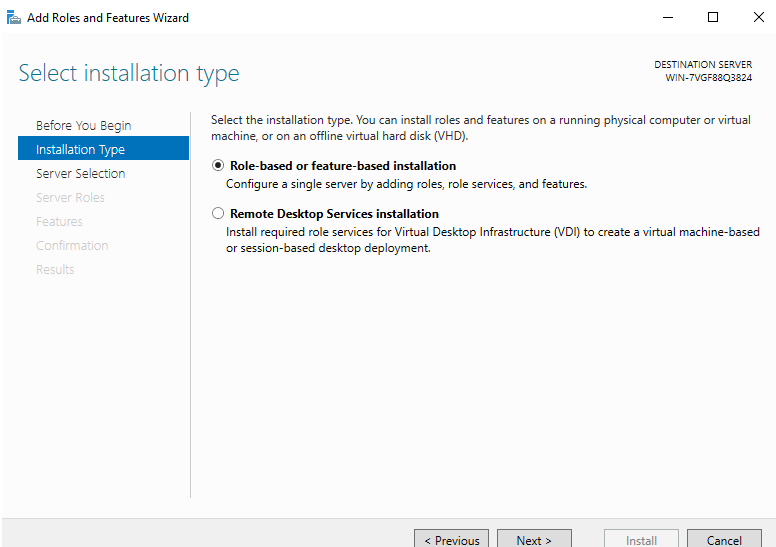 Add Roles and Features Wizard
Select installation type
DESTINATION SERVER
WIN-7VGF88Q3824
Before You Begin
Installation Type
Server Selection
Server Roles
Features
Confirmation
Results
Select the installation type. You can install roles and features on a running physical computer or virtual
machine, or on an offline virtual hard disk (VHD).
Role-based or feature-based installation
Configure a single server by adding roles, role services, and features.
Remote Desktop Services installation
Install required role services for Virtual Desktop Infrastructure (VDI) to create a virtual machine-based
or session-based desktop deployment.
< Previous
Next >
Install
Cancel